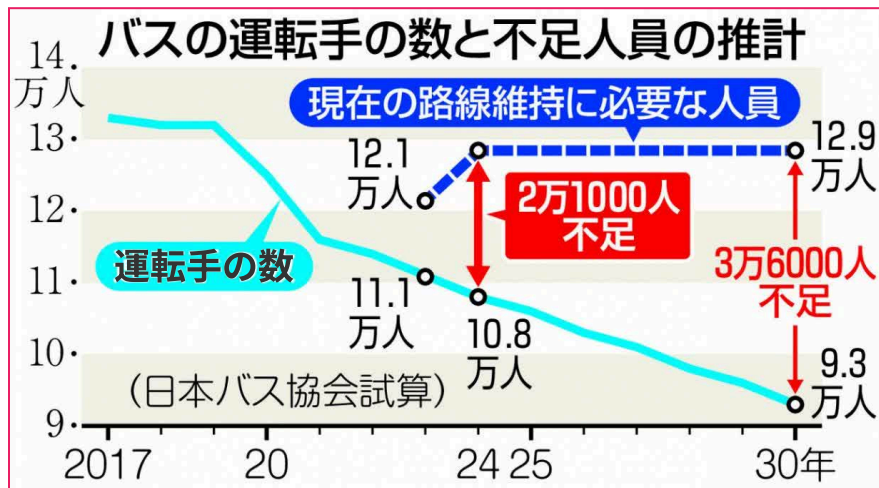 バスの運転手の数と不足人員の推計
14
万人
13
12
11
10
9
現在の路線維持に必要な人員
12.1
万人
12.9
万人
2万1000人
不足
運転手の数
3万6000人
不足
11.1
万人
10.8
万人
9.3
万人
(日本バス協会試算)
2017
20
24
25
30年